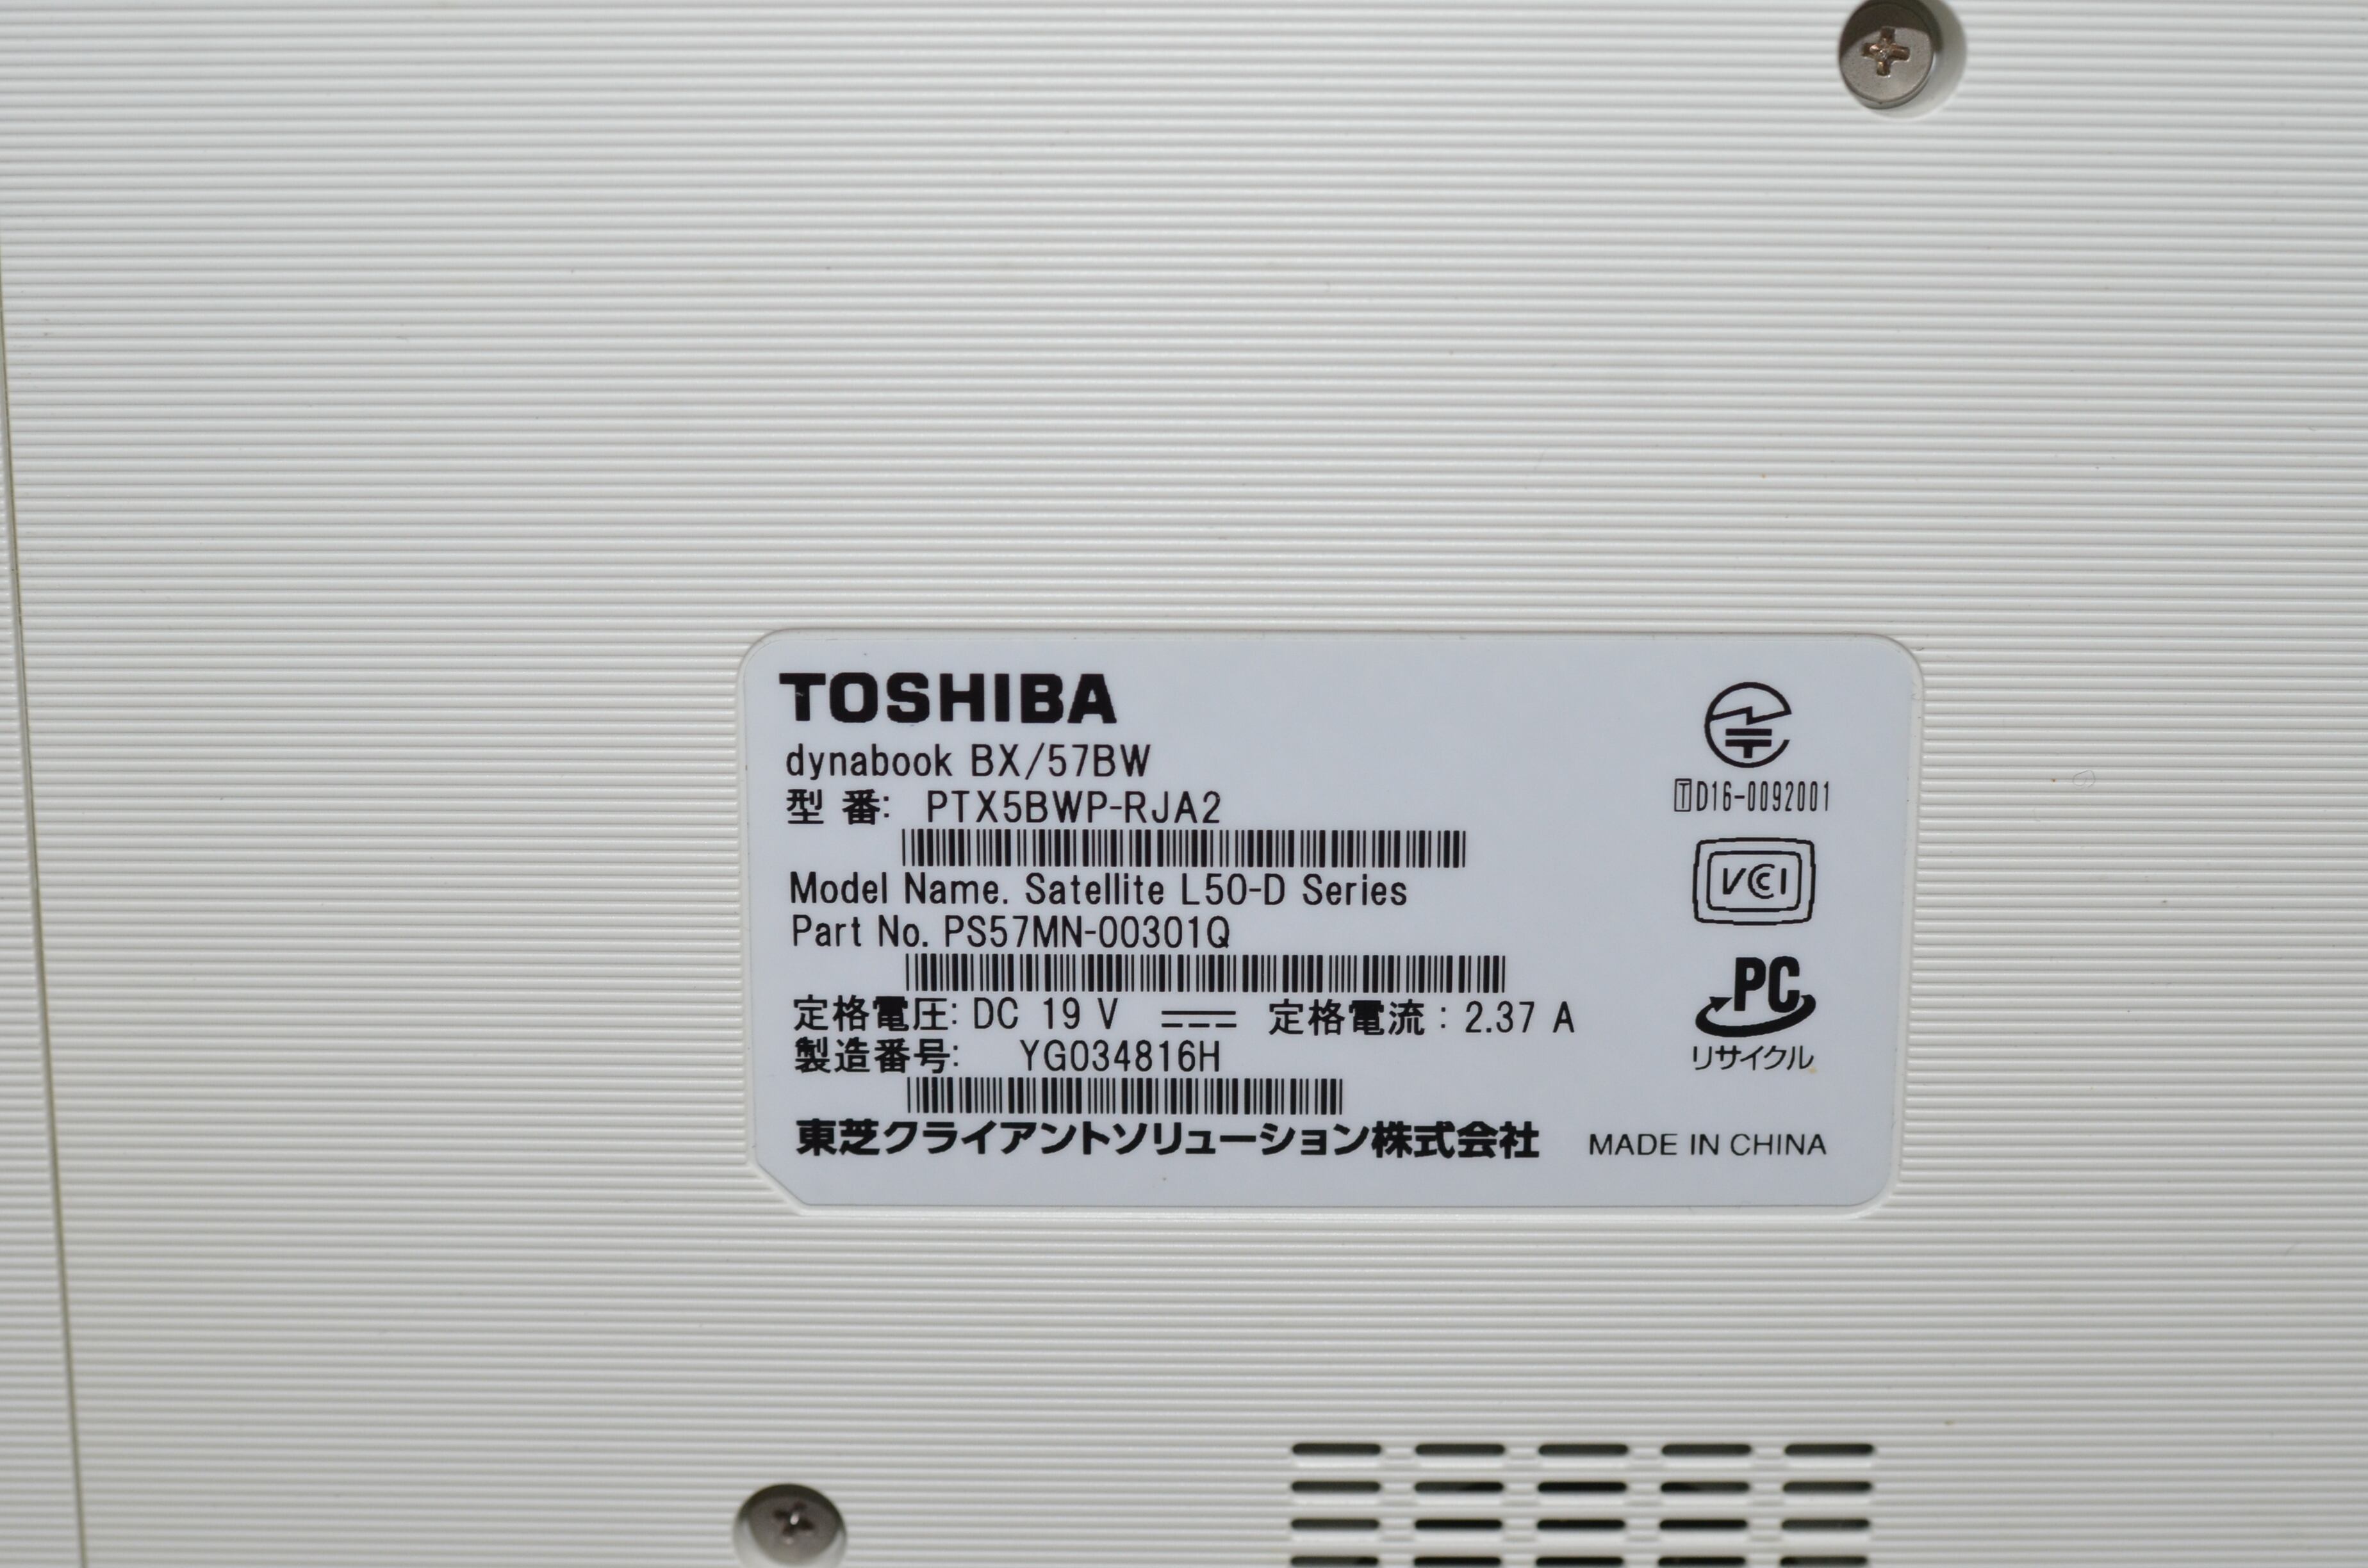 TOSHIBA
dynabook BX/57BW
型 番: PTX5BWP-RJA2
Model Name. Satellite L50-D Series
Part No. PS57MN-00301Q
定格電圧: DC 19 V 定格電流 : 2.37 A
製造番号: YG034816H
東芝クライアントソリューション株式会社
MADE IN CHINA
T D16-0092001
VCCI
PC
リサイクル